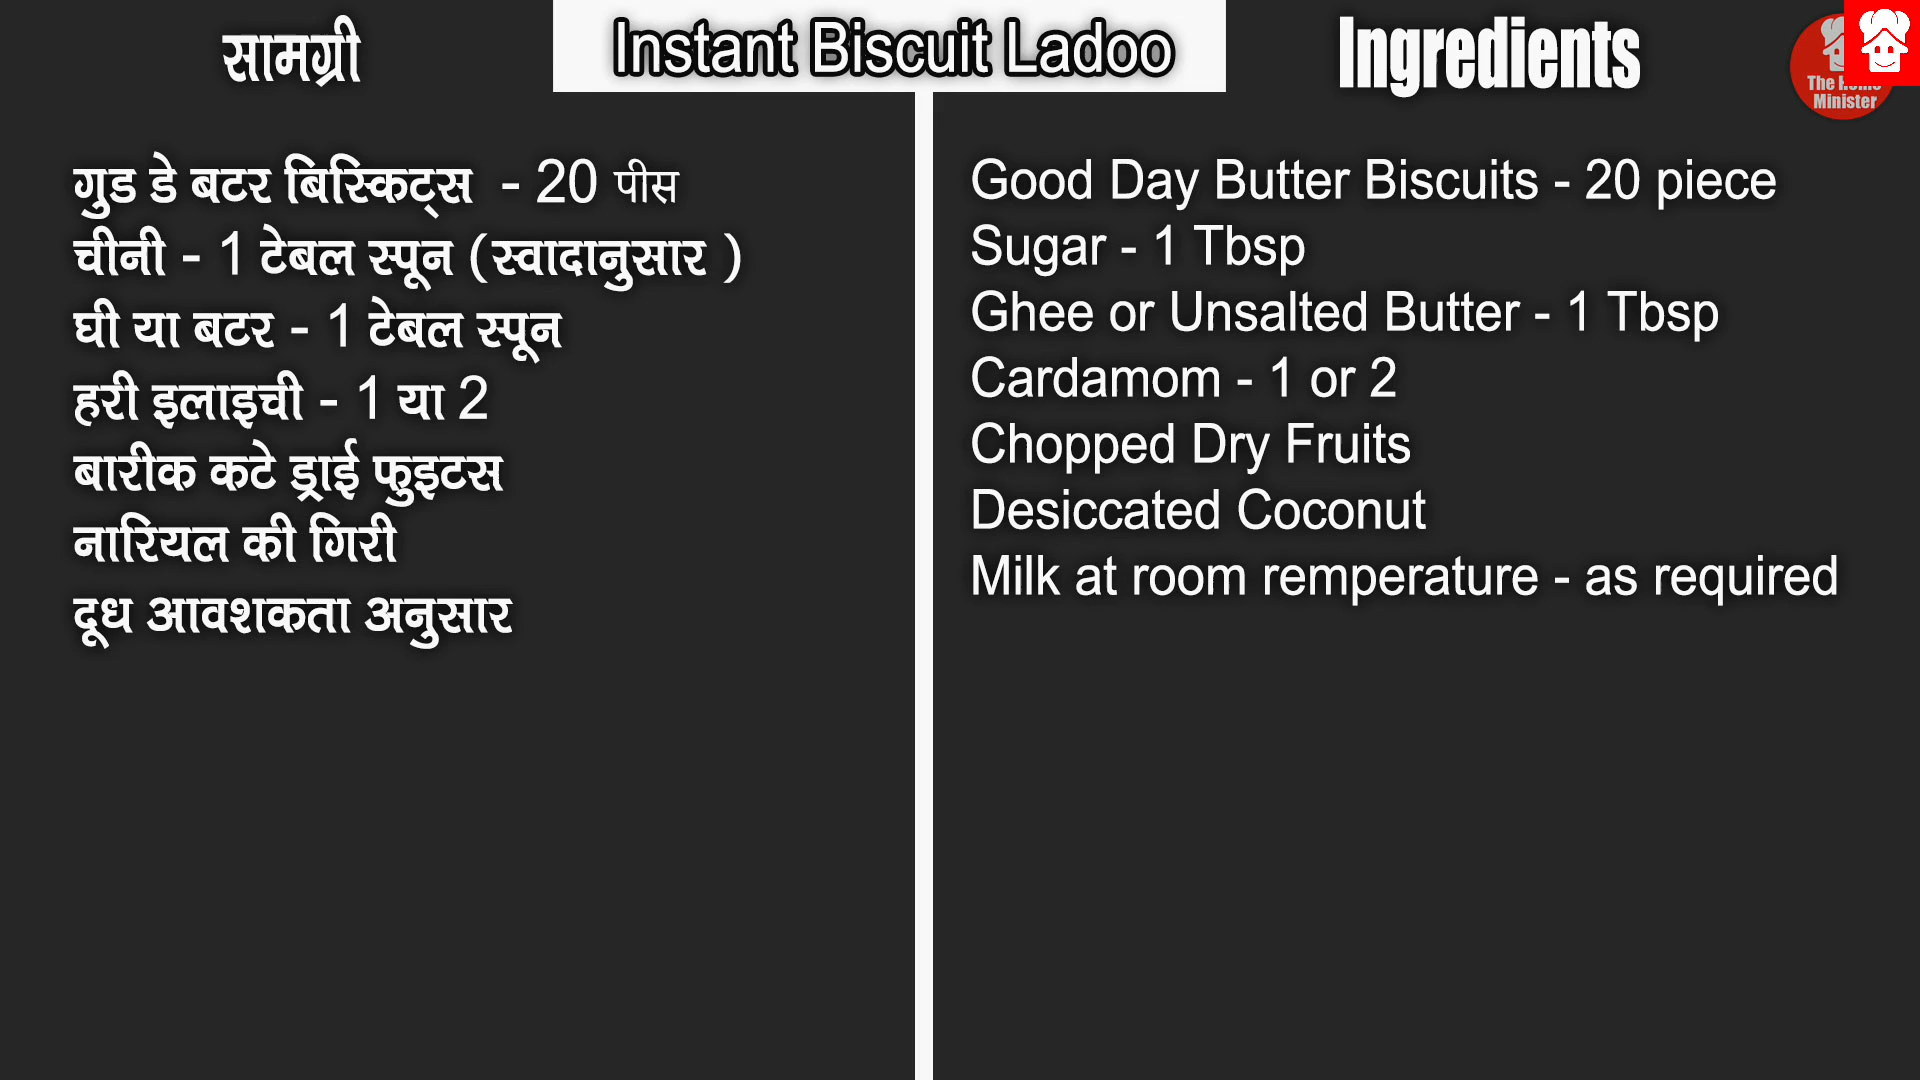 सामग्री
Instant Biscuit Ladoo
Ingredients
The Home
Minister
गुड डे बटर बिस्किट्स - 20 पीस
चीनी - 1 टेबल स्पून (स्वादानुसार )
घी या बटर - 1 टेबल स्पून
हरी इलाइची - 1 या 2
बारीक कटे ड्राई फुइटस
नारियल की गिरी
दूध आवशकता अनुसार
Good Day Butter Biscuits - 20 piece
Sugar - 1 Tbsp
Ghee or Unsalted Butter - 1 Tbsp
Cardamom - 1 or 2
Chopped Dry Fruits
Desiccated Coconut
Milk at room remperature - as required